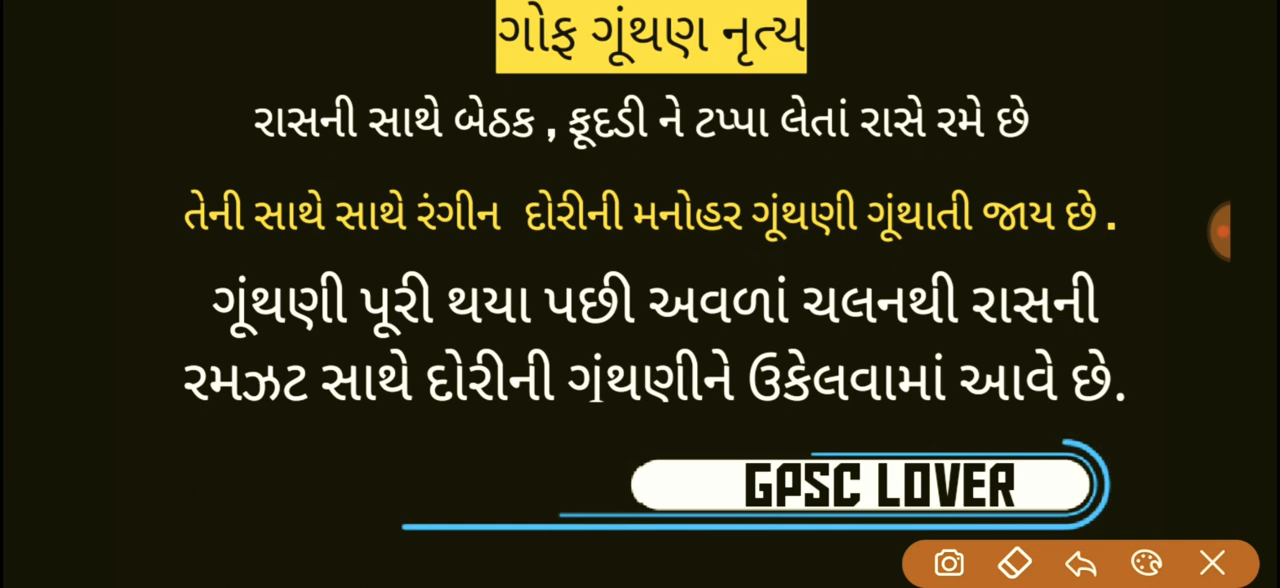 ગોફ ગૂંથણ નૃત્ય
રાસની સાથે બેઠક , ફૂદડી ને ટપ્પા લેતાં રાસે રમે છે
તેની સાથે સાથે રંગીન દોરીની મનોહર ગૂંથણી ગૂંથાતી જાય છે .
ગૂંથણી પૂરી થયા પછી અવળાં ચલનથી રાસની
રમઝટ સાથે દોરીની ગુંથણીને ઉકેલવામાં આવે છે.
GPSC LOVER